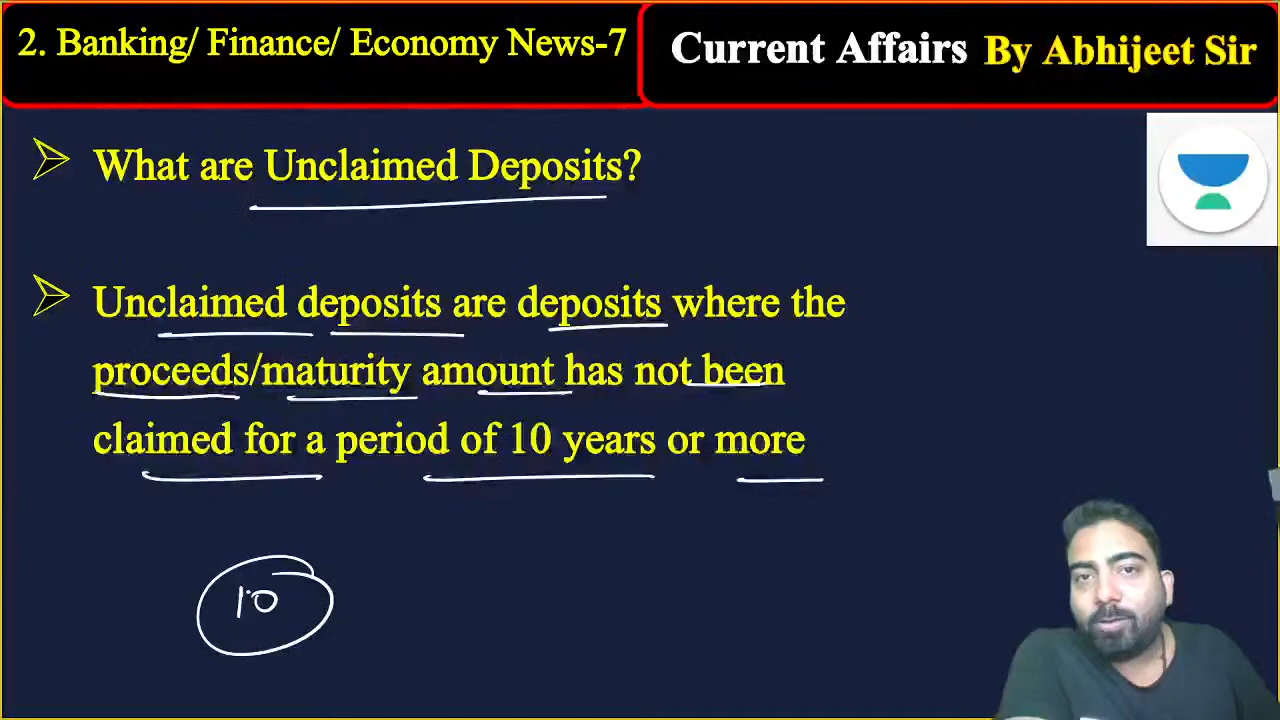 2. Banking/ Finance/ Economy News-7
Current Affairs By Abhijeet Sir
What are Unclaimed Deposits?
Unclaimed deposits are deposits where the
proceeds/maturity amount has not been
claimed for a period of 10 years or more
10